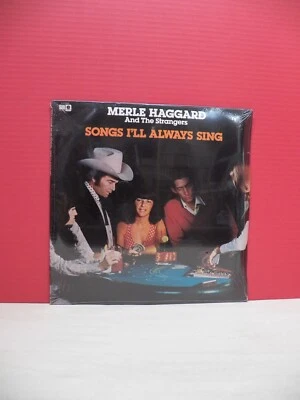 MERLE HAGGARD
And The Strangers
SONGS I'LL ALWAYS SING